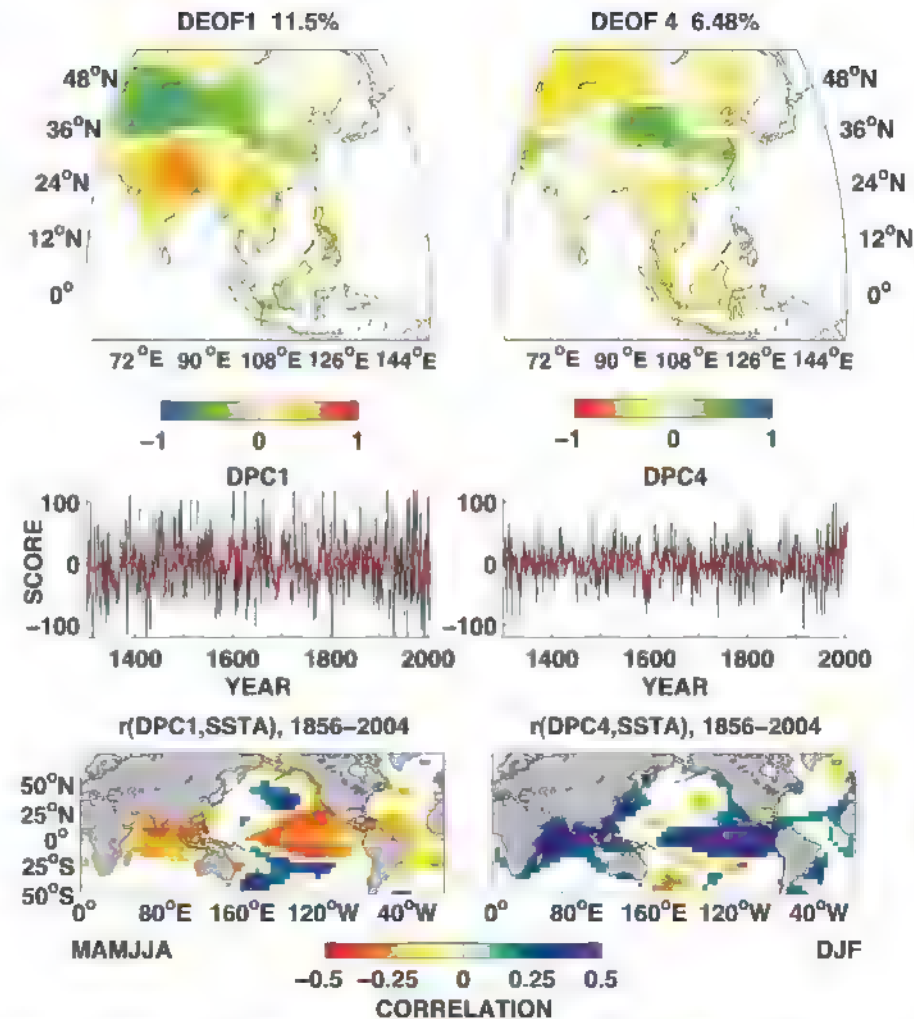 DEOF1 11.5%
DEOF 4 6.48%
48°N
36°N
24°N
12°N
0°
48°N
36°N
24°N
12°N
0°
72°E 90°E 108°E 126°E 144°E
72°E 90°E 108°E 126°E 144°E
−1 0 1
−1 0 1
DPC1
DPC4
SCORE
100
0
−100
100
0
−100
1400 1600 1800 2000
1400 1600 1800 2000
YEAR
YEAR
r(DPC1,SSTA), 1856−2004
r(DPC4,SSTA), 1856−2004
50°N
25°N
0°
25°S
50°S
0° 80°E 160°E 120°W 40°W
0° 80°E 160°E 120°W 40°W
MAMJJA
DJF
−0.5 −0.25 0 0.25 0.5
CORRELATION